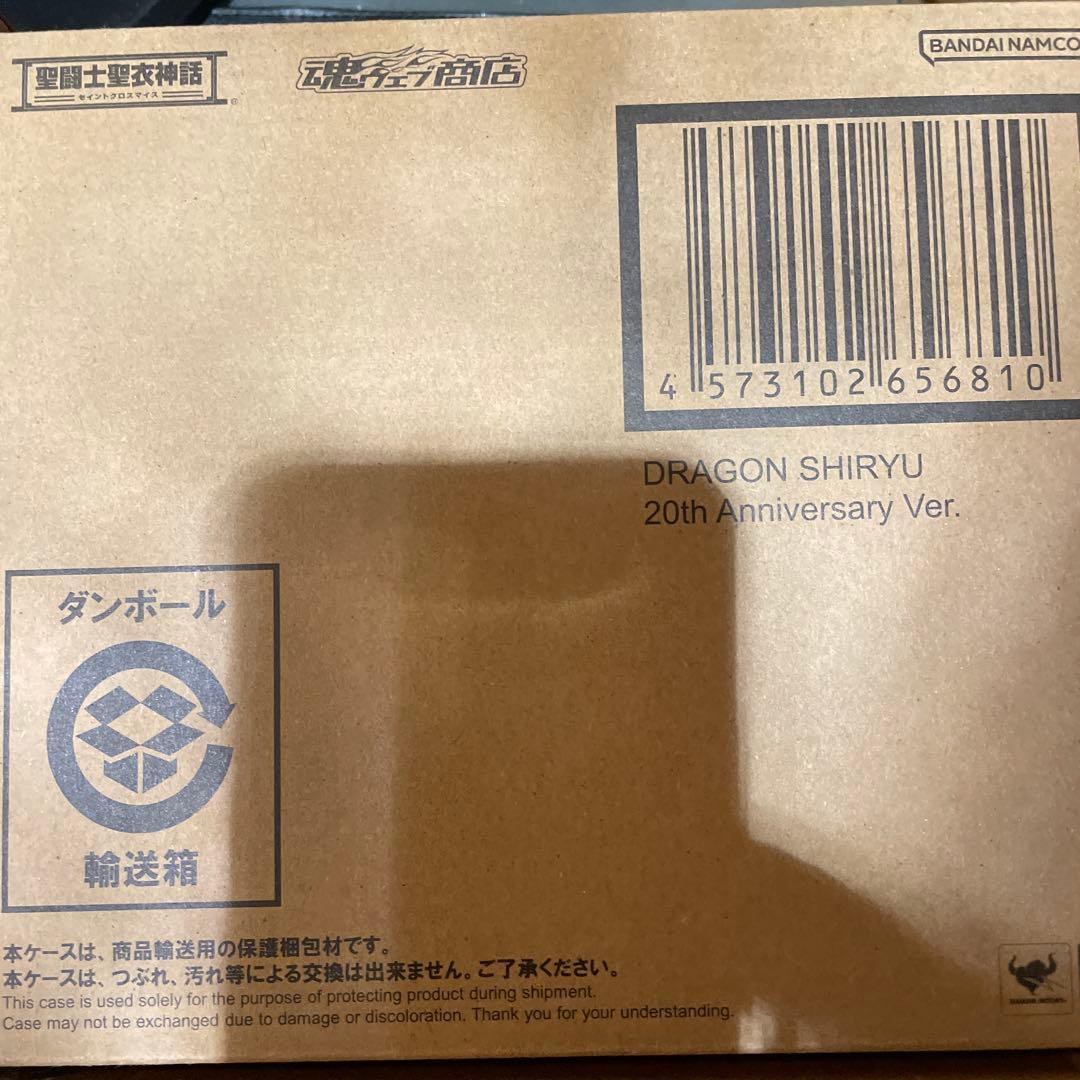 聖闘士聖衣神話
セイントクロスマイス
®
魂ウェブ商店
BANDAI NAMCO
4 573102 656810
DRAGON SHIRYU
20th Anniversary Ver.
ダンボール
輸送箱
本ケースは、商品輸送用の保護梱包材です。
本ケースは、つぶれ、汚れ等による交換は出来ません。ご了承ください。
This case is used solely for the purpose of protecting product during shipment.
Case may not be exchanged due to damage or discoloration. Thank you for your understanding.